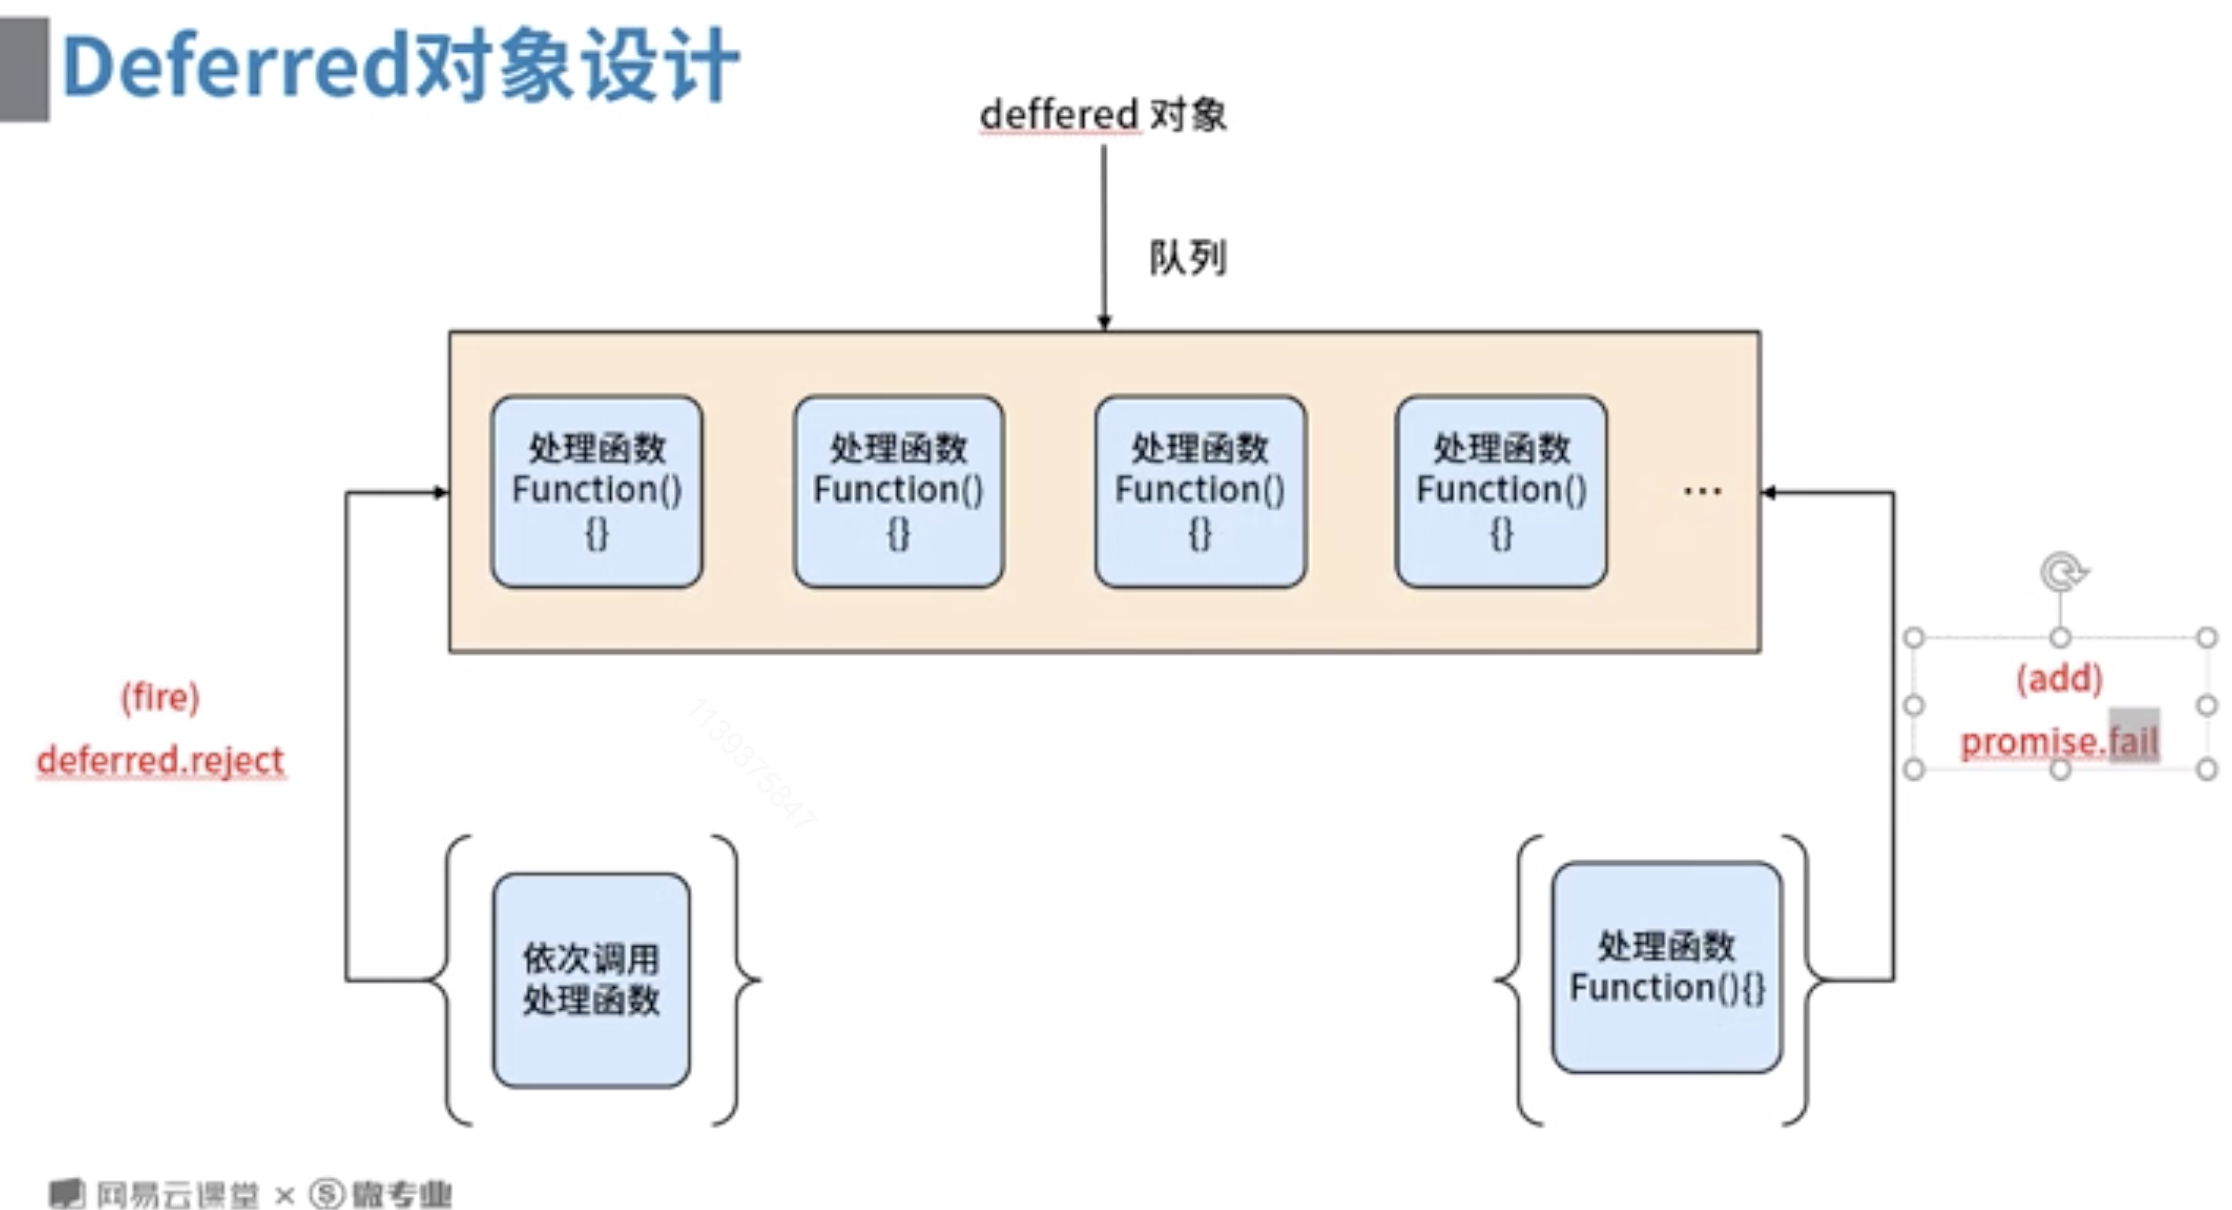 Deferred对象设计
deffered 对象
队列
处理函数
Function()
{}
处理函数
Function()
{}
处理函数
Function()
{}
处理函数
Function()
{}
...
(fire)
deferred.reject
(add)
promise.fail
1139375847
依次调用
处理函数
处理函数
Function(){}
网易云课堂 × S 微专业